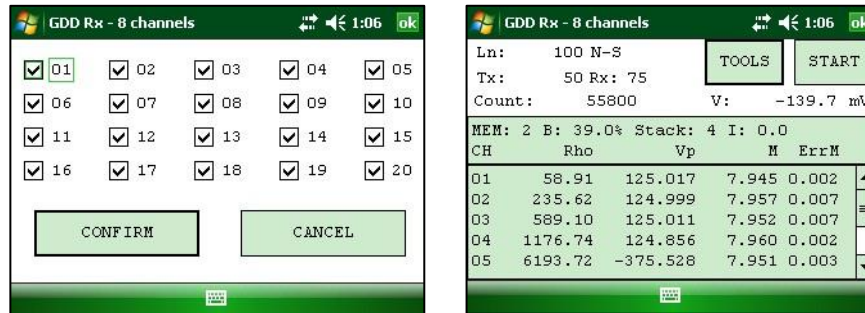 GDD Rx - 8 channels 1:06 ok
01 02 03 04 05
06 07 08 09 10
11 12 13 14 15
16 17 18 19 20
CONFIRM CANCEL
GDD Rx - 8 channels 1:06 ok
Ln: 100 N-S
Tx: 50 Rx: 75
TOOLS START
Count: 55800 V: -139.7 mV
MEM: 2 B: 39.0% Stack: 4 I: 0.0
CH Rho Vp M ErrM
01 58.91 125.017 7.945 0.002
02 235.62 124.999 7.957 0.007
03 589.10 125.011 7.952 0.007
04 1176.74 124.856 7.960 0.002
05 6193.72 -375.528 7.951 0.003